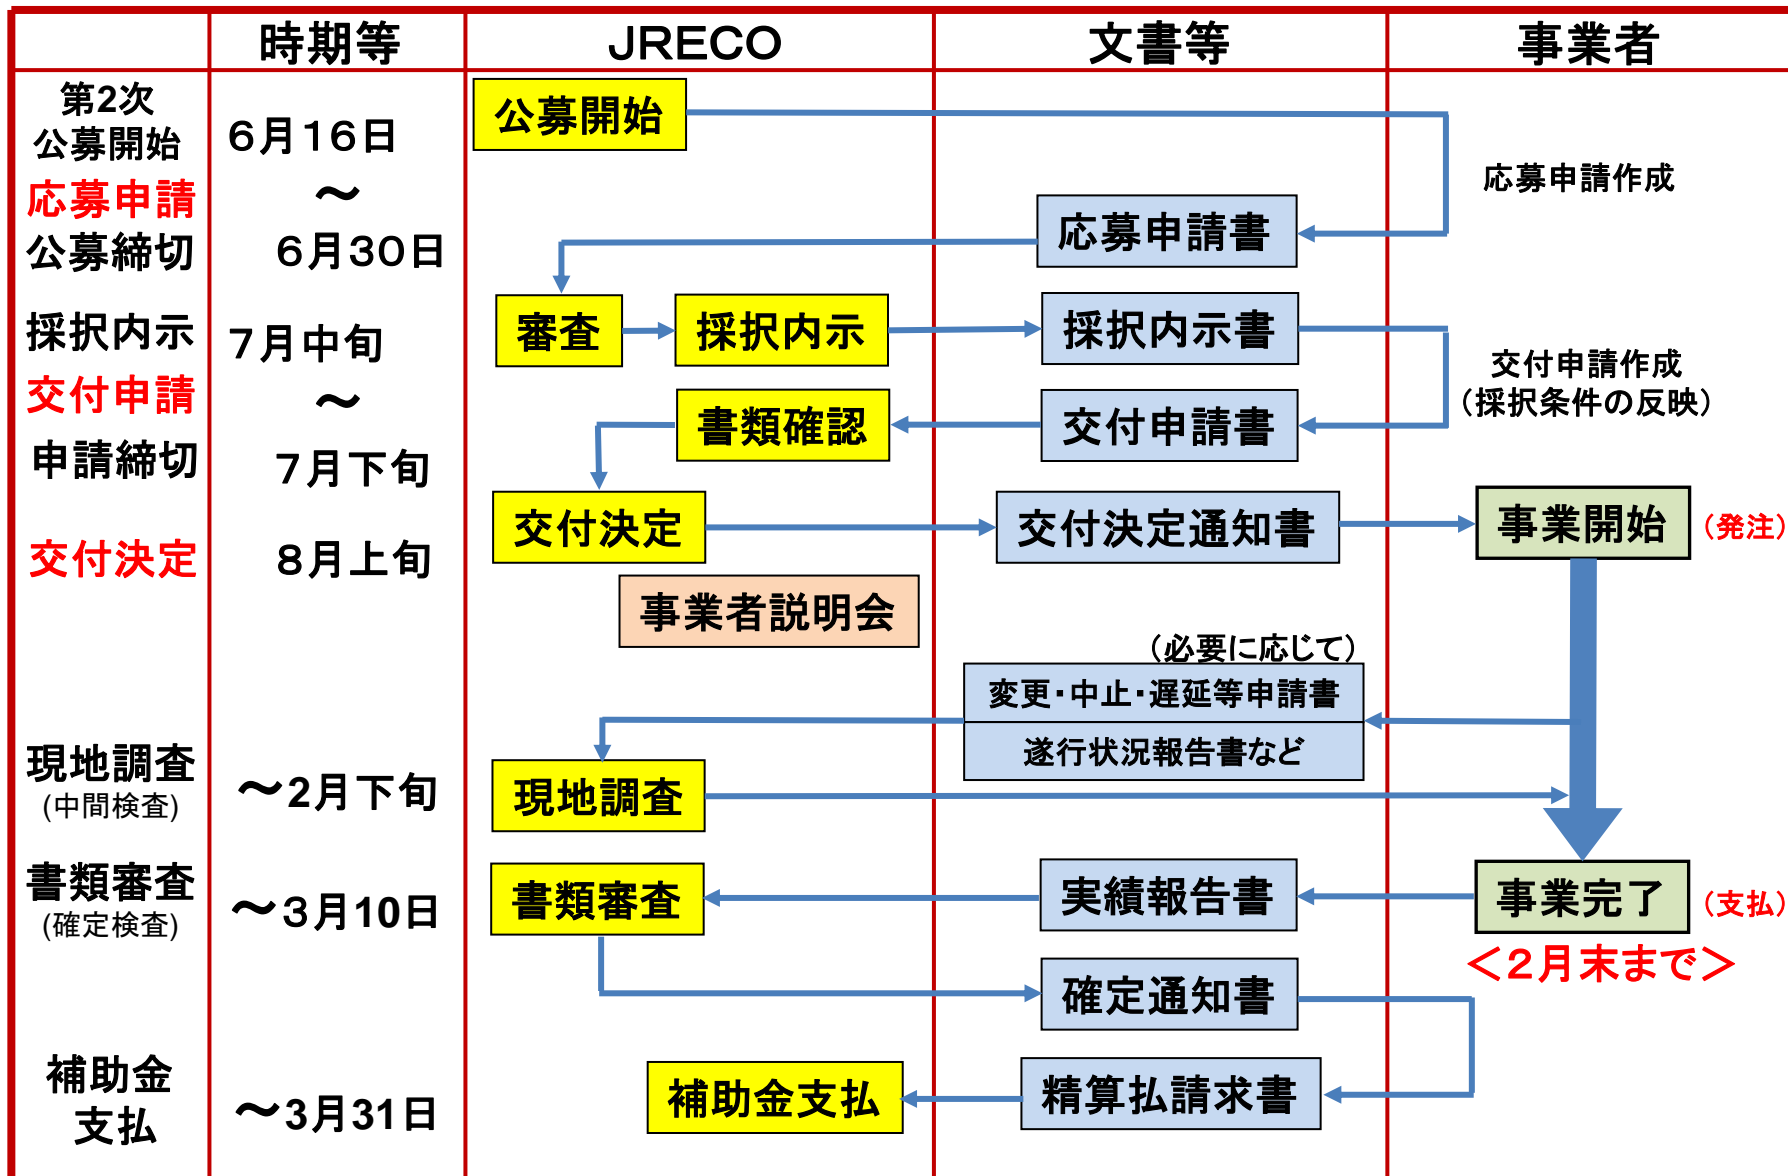 時期等
JRECO
文書等
事業者
第2次
公募開始
6月16日
公募開始
応募申請作成
応募申請
～
応募申請書
公募締切
6月30日
採択内示
7月中旬
審査
採択内示
採択内示書
交付申請作成
（採択条件の反映）
交付申請
～
書類確認
交付申請書
申請締切
7月下旬
交付決定
8月上旬
交付決定
交付決定通知書
事業開始
（発注）
事業者説明会
（必要に応じて）
変更・中止・遅延等申請書
遂行状況報告書など
現地調査
(中間検査)
～2月下旬
現地調査
書類審査
(確定検査)
～3月10日
書類審査
実績報告書
事業完了
（支払）
＜2月末まで＞
確定通知書
補助金
支払
～3月31日
補助金支払
精算払請求書